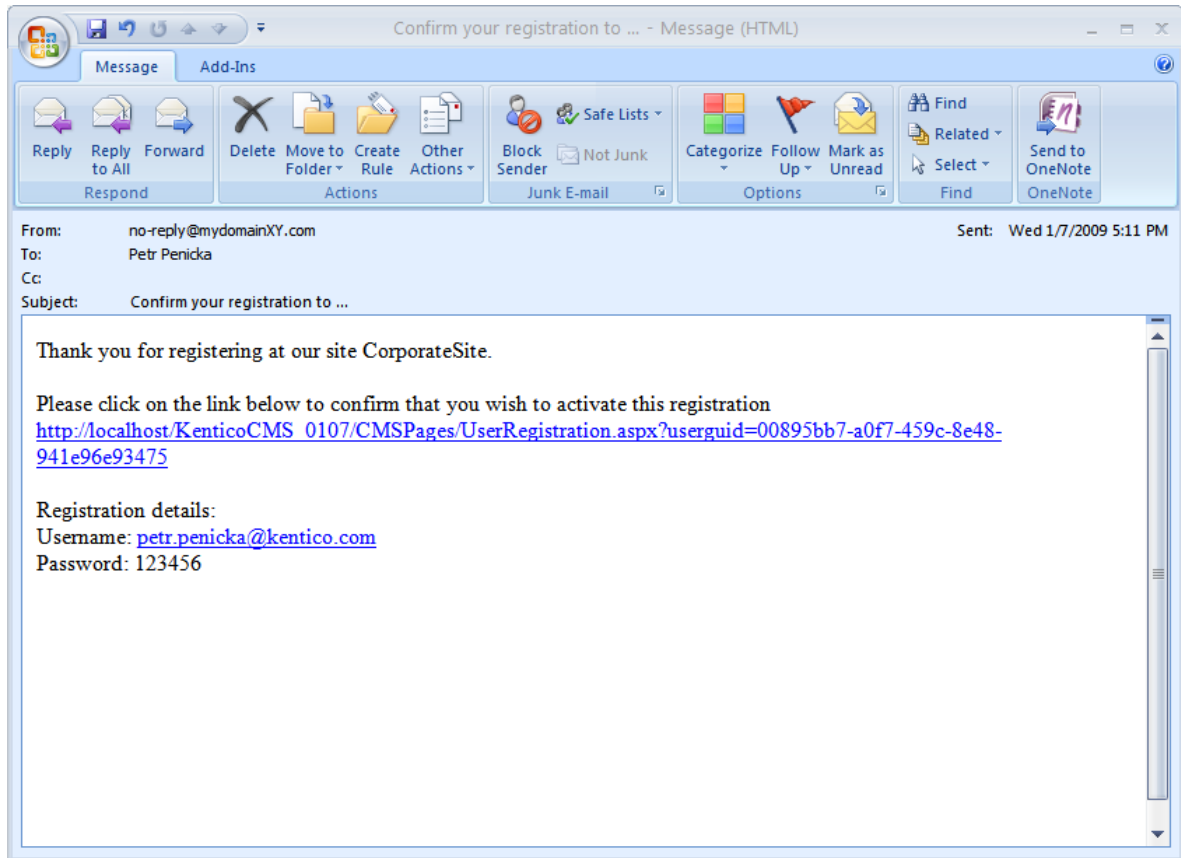 Confirm your registration to ... - Message (HTML)
Message Add-Ins
Reply Reply to All Forward
Delete Move to Folder Create Rule Other Actions
Block Sender Safe Lists Not Junk
Categorize Follow Up Mark as Unread
Find Related Select
Send to OneNote
Respond Actions Junk E-mail Options Find OneNote
From: no-reply@mydomainXY.com Sent: Wed 1/7/2009 5:11 PM
To: Petr Penicka
Cc:
Subject: Confirm your registration to ...
Thank you for registering at our site CorporateSite.
Please click on the link below to confirm that you wish to activate this registration
http://localhost/KenticoCMS_0107/CMSPages/UserRegistration.aspx?userguid=00895bb7-a0f7-459c-8e48-
941e96e93475
Registration details:
Username: petr.penicka@kentico.com
Password: 123456